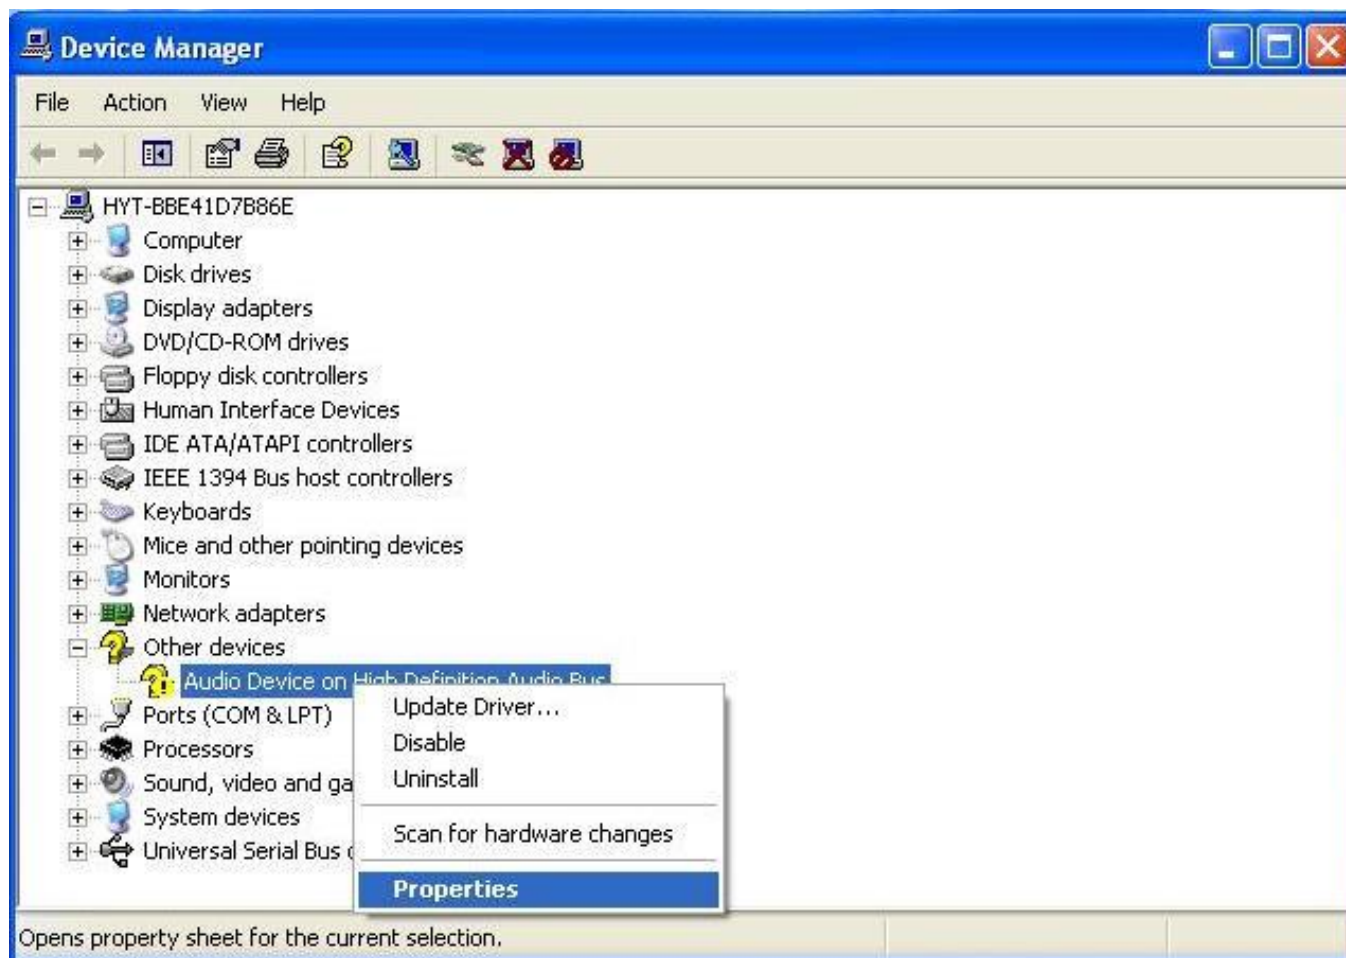 Device Manager
File Action View Help
HYT-BBE41D7B86E
Computer
Disk drives
Display adapters
DVD/CD-ROM drives
Floppy disk controllers
Human Interface Devices
IDE ATA/ATAPI controllers
IEEE 1394 Bus host controllers
Keyboards
Mice and other pointing devices
Monitors
Network adapters
Other devices
Audio Device on High Definition Audio Bus
Update Driver...
Ports (COM & LPT)
Disable
Processors
Uninstall
Sound, video and ga
System devices
Scan for hardware changes
Universal Serial Bus
Properties
Opens property sheet for the current selection.